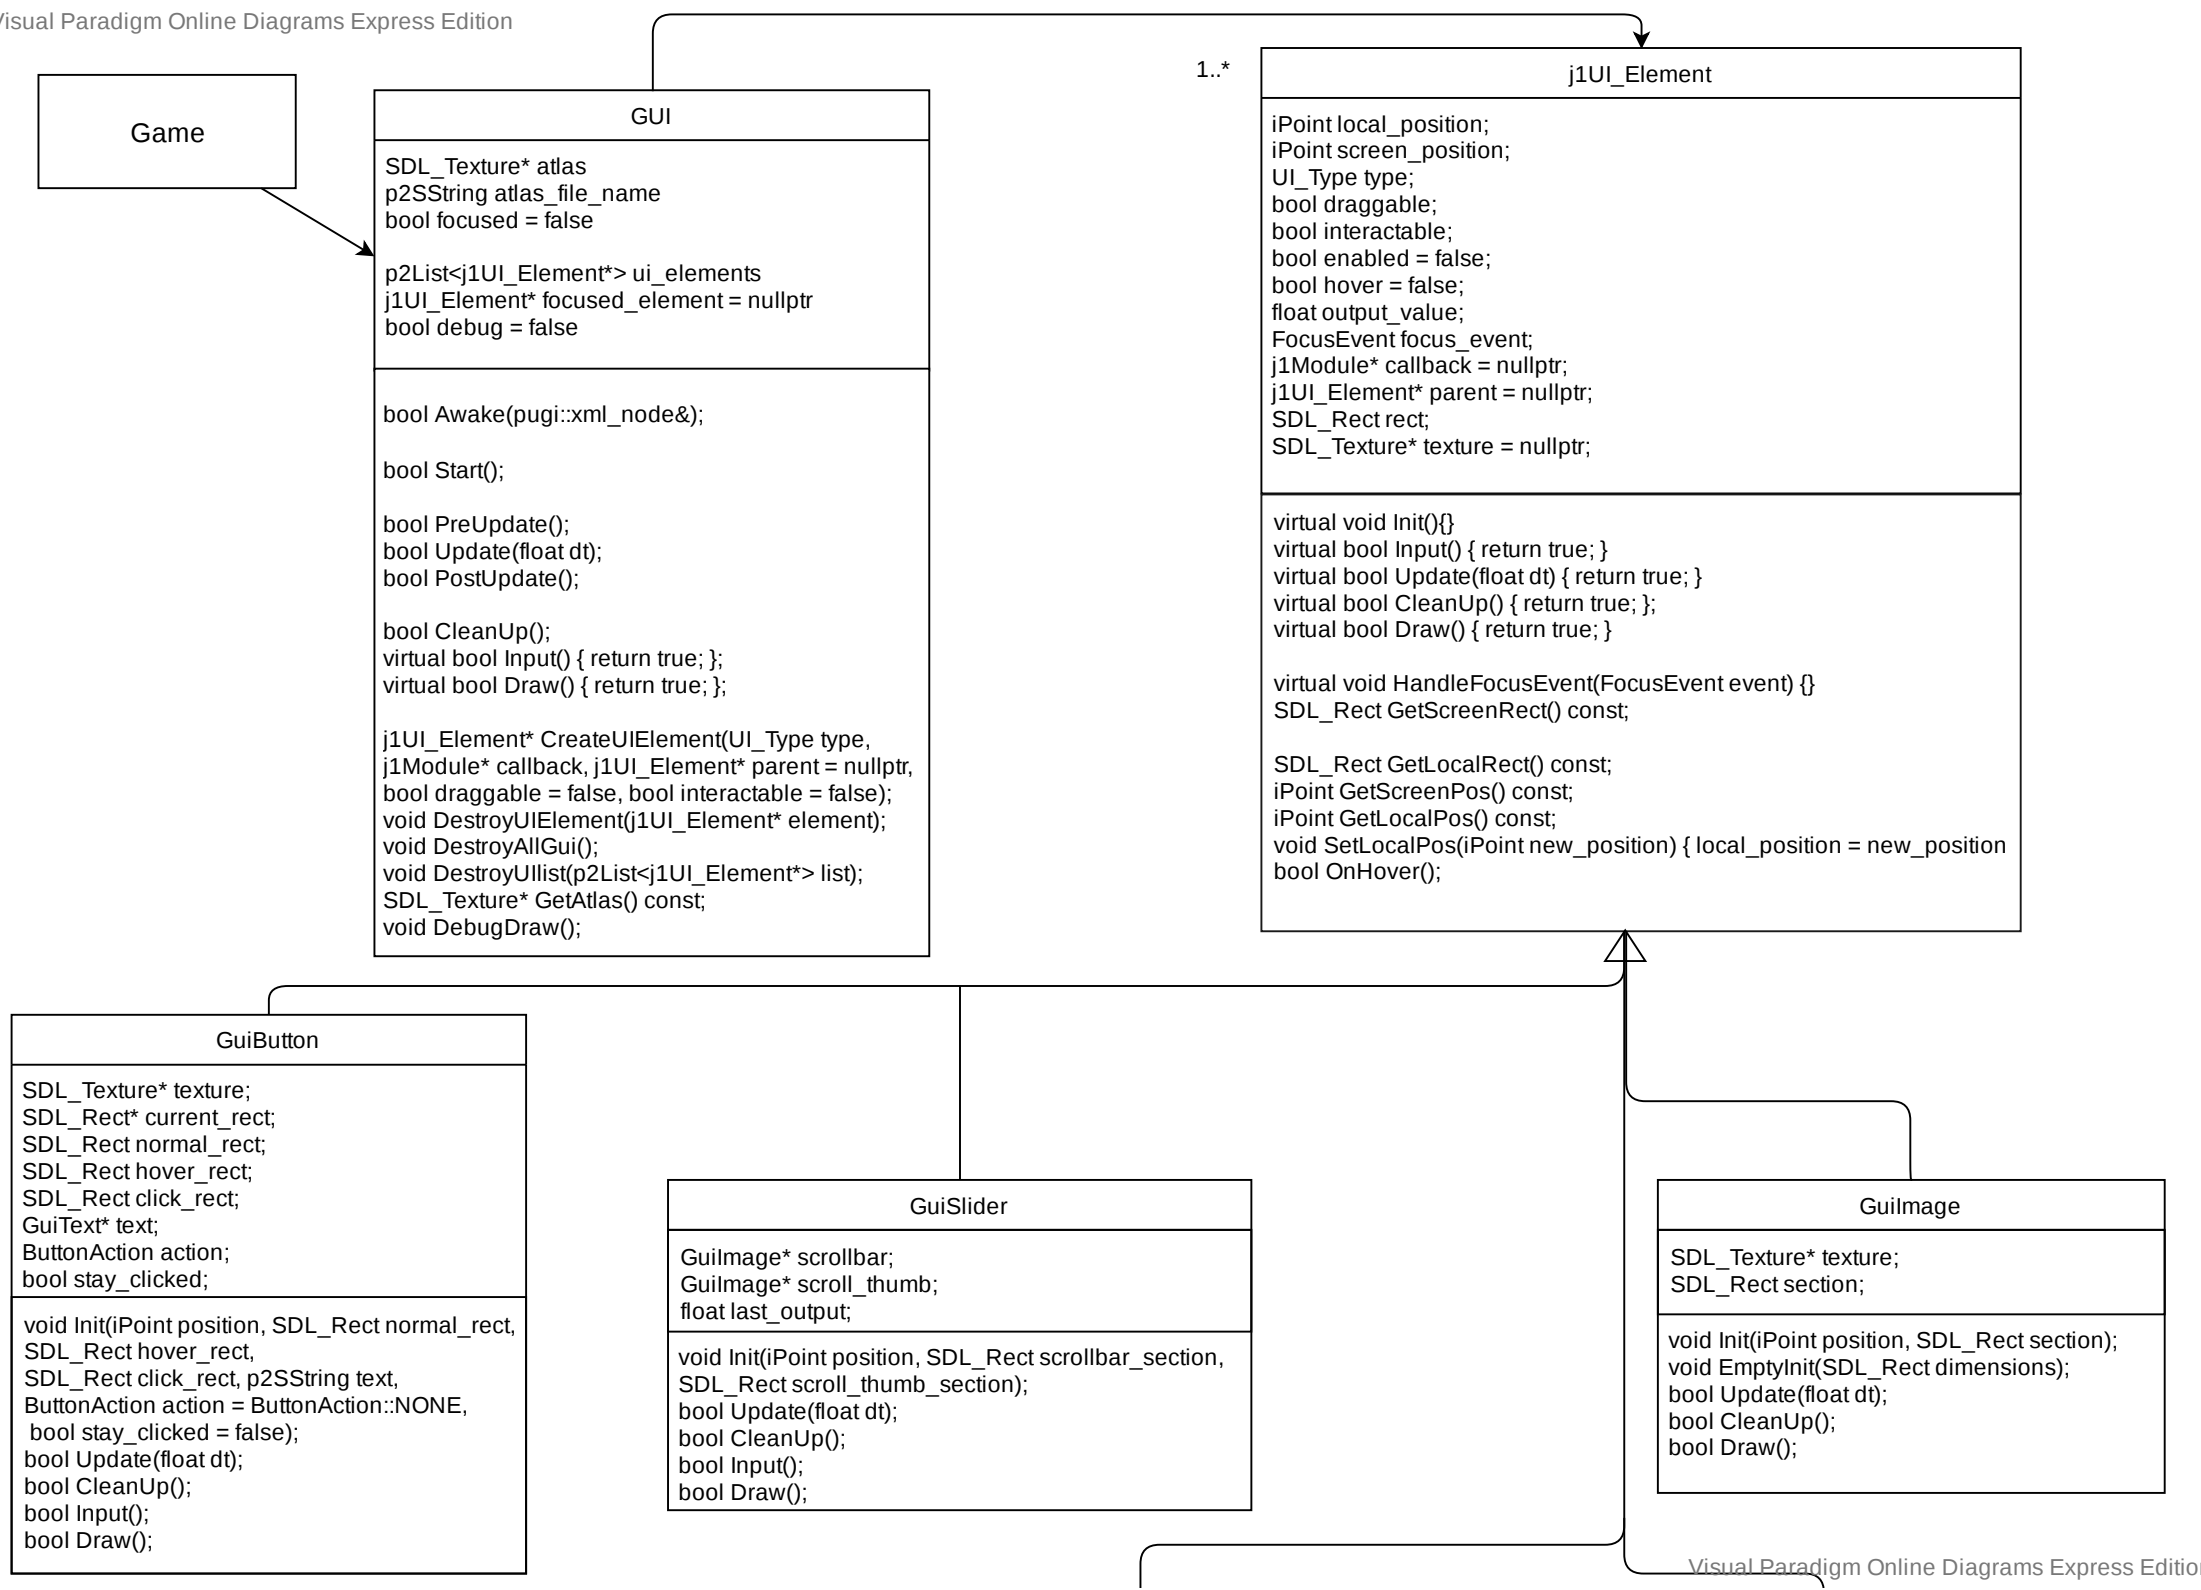 Visual Paradigm Online Diagrams Express Edition
Game
GUI
SDL_Texture* atlas
p2SString atlas_file_name
bool focused = false
p2List<j1UI_Element*> ui_elements
j1UI_Element* focused_element = nullptr
bool debug = false
bool Awake(pugi::xml_node&);
bool Start();
bool PreUpdate();
bool Update(float dt);
bool PostUpdate();
bool CleanUp();
virtual bool Input() { return true; };
virtual bool Draw() { return true; };
j1UI_Element* CreateUIElement(UI_Type type,
j1Module* callback, j1UI_Element* parent = nullptr,
bool draggable = false, bool interactable = false);
void DestroyUIElement(j1UI_Element* element);
void DestroyAllGui();
void DestroyUIlist(p2List<j1UI_Element*> list);
SDL_Texture* GetAtlas() const;
void DebugDraw();
1..*
j1UI_Element
iPoint local_position;
iPoint screen_position;
UI_Type type;
bool draggable;
bool interactable;
bool enabled = false;
bool hover = false;
float output_value;
FocusEvent focus_event;
j1Module* callback = nullptr;
j1UI_Element* parent = nullptr;
SDL_Rect rect;
SDL_Texture* texture = nullptr;
virtual void Init(){}
virtual bool Input() { return true; }
virtual bool Update(float dt) { return true; }
virtual bool CleanUp() { return true; };
virtual bool Draw() { return true; }
virtual void HandleFocusEvent(FocusEvent event) {}
SDL_Rect GetScreenRect() const;
SDL_Rect GetLocalRect() const;
iPoint GetScreenPos() const;
iPoint GetLocalPos() const;
void SetLocalPos(iPoint new_position) { local_position = new_position
bool OnHover();
GuiButton
SDL_Texture* texture;
SDL_Rect* current_rect;
SDL_Rect normal_rect;
SDL_Rect hover_rect;
SDL_Rect click_rect;
GuiText* text;
ButtonAction action;
bool stay_clicked;
void Init(iPoint position, SDL_Rect normal_rect,
SDL_Rect hover_rect,
SDL_Rect click_rect, p2SString text,
ButtonAction action = ButtonAction::NONE,
bool stay_clicked = false);
bool Update(float dt);
bool CleanUp();
bool Input();
bool Draw();
GuiSlider
GuiImage* scrollbar;
GuiImage* scroll_thumb;
float last_output;
void Init(iPoint position, SDL_Rect scrollbar_section,
SDL_Rect scroll_thumb_section);
bool Update(float dt);
bool CleanUp();
bool Input();
bool Draw();
GuiImage
SDL_Texture* texture;
SDL_Rect section;
void Init(iPoint position, SDL_Rect section);
void EmptyInit(SDL_Rect dimensions);
bool Update(float dt);
bool CleanUp();
bool Draw();
Visual Paradigm Online Diagrams Express Edition